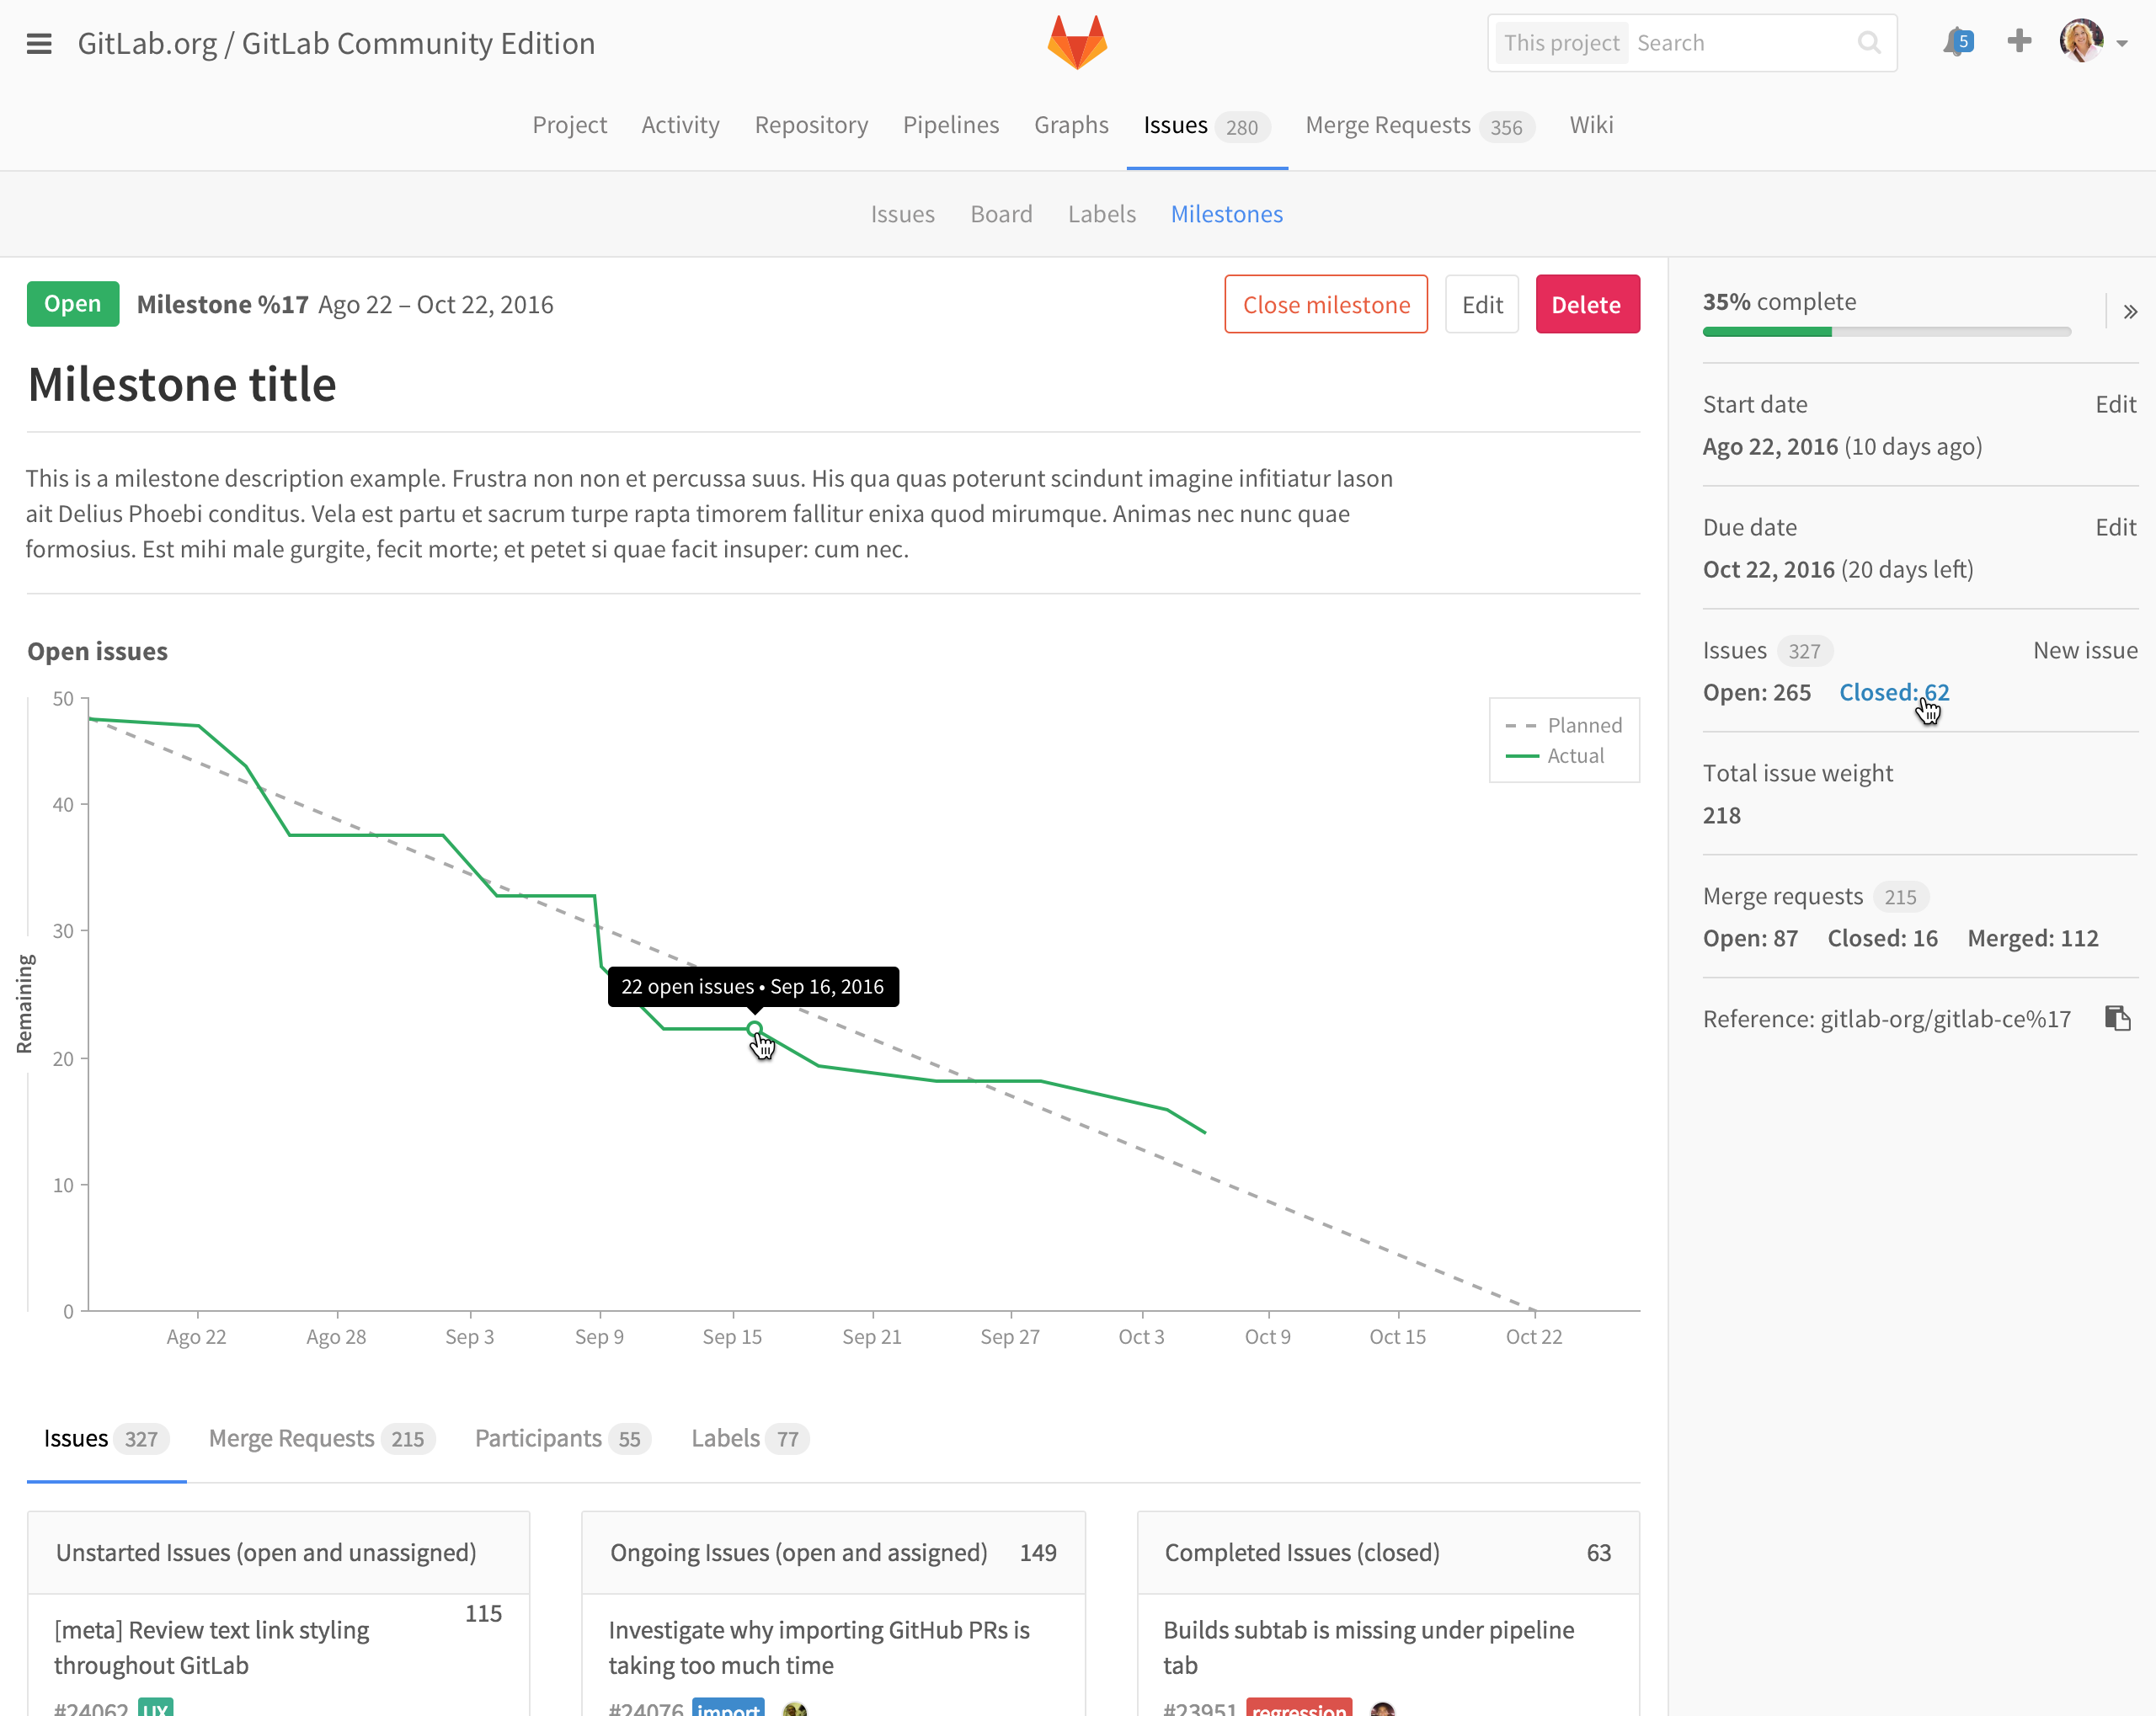 GitLab.org / GitLab Community Edition
This project Search
5
Project Activity Repository Pipelines Graphs Issues 280 Merge Requests 356 Wiki
Issues Board Labels Milestones
Open Milestone %17 Ago 22 – Oct 22, 2016
Close milestone Edit Delete
Milestone title
This is a milestone description example. Frustra non non et percussa suus. His qua quas poterunt scindunt imagine infitiatur Iason
ait Delius Phoebi conditus. Vela est partu et sacrum turpe rapta timorem fallitur enixa quod mirumque. Animas nec nunc quae
formosius. Est mihi male gurgite, fecit morte; et petet si quae facit insuper: cum nec.
Open issues
50
40
30
20
10
0
Remaining
Planned
Actual
22 open issues • Sep 16, 2016
Ago 22 Ago 28 Sep 3 Sep 9 Sep 15 Sep 21 Sep 27 Oct 3 Oct 9 Oct 15 Oct 22
Issues 327 Merge Requests 215 Participants 55 Labels 77
Unstarted Issues (open and unassigned)
115
[meta] Review text link styling
throughout GitLab
#24062 UX
Ongoing Issues (open and assigned) 149
Investigate why importing GitHub PRs is
taking too much time
#24076 import
Completed Issues (closed) 63
Builds subtab is missing under pipeline
tab
#23951 regression
35% complete
Start date Edit
Ago 22, 2016 (10 days ago)
Due date Edit
Oct 22, 2016 (20 days left)
Issues 327 New issue
Open: 265 Closed: 62
Total issue weight
218
Merge requests 215
Open: 87 Closed: 16 Merged: 112
Reference: gitlab-org/gitlab-ce%17